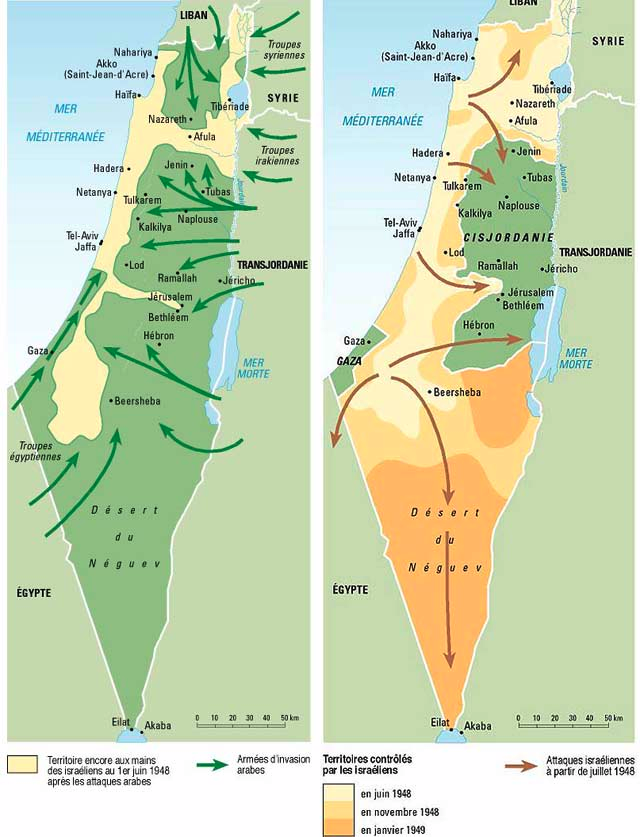 LIBAN
Troupes
syriennes
Nahariya
Akko
(Saint-Jean-d'Acre)
Haïfa
MER
MÉDITERRANÉE
SYRIE
Tibériade
Nazareth
Afula
Troupes
irakiennes
Hadera
Jenin
Netanya
Tulkarem
Tubas
Jourdain
Kalkilya
Naplouse
Tel-Aviv
Jaffa
Lod
Ramallah
TRANSJORDANIE
Jéricho
Jérusalem
Bethléem
Hébron
Gaza
MER
MORTE
Beersheba
Troupes
égyptiennes
Désert
du
Néguev
ÉGYPTE
Eilat
Akaba
0 10 20 30 40 50 km
Territoire encore aux mains
des israéliens au 1er juin 1948
après les attaques arabes
Armées d'invasion
arabes
LIBAN
Nahariya
Akko
(Saint-Jean-d'Acre)
SYRIE
Haïfa
MER
MÉDITERRANÉE
Tibériade
Nazareth
Afula
Hadera
Jenin
Netanya
Tulkarem
Tubas
Jourdain
Kalkilya
Naplouse
Tel-Aviv
Jaffa
CISJORDANIE
Lod
Ramallah
TRANSJORDANIE
Jéricho
Jérusalem
Bethléem
Hébron
Gaza
GAZA
MER
MORTE
Beersheba
Désert
du
Néguev
ÉGYPTE
Eilat
Akaba
0 10 20 30 40 50 km
Territoires contrôlés
par les israéliens
en juin 1948
en novembre 1948
en janvier 1949
Attaques israéliennes
à partir de juillet 1948